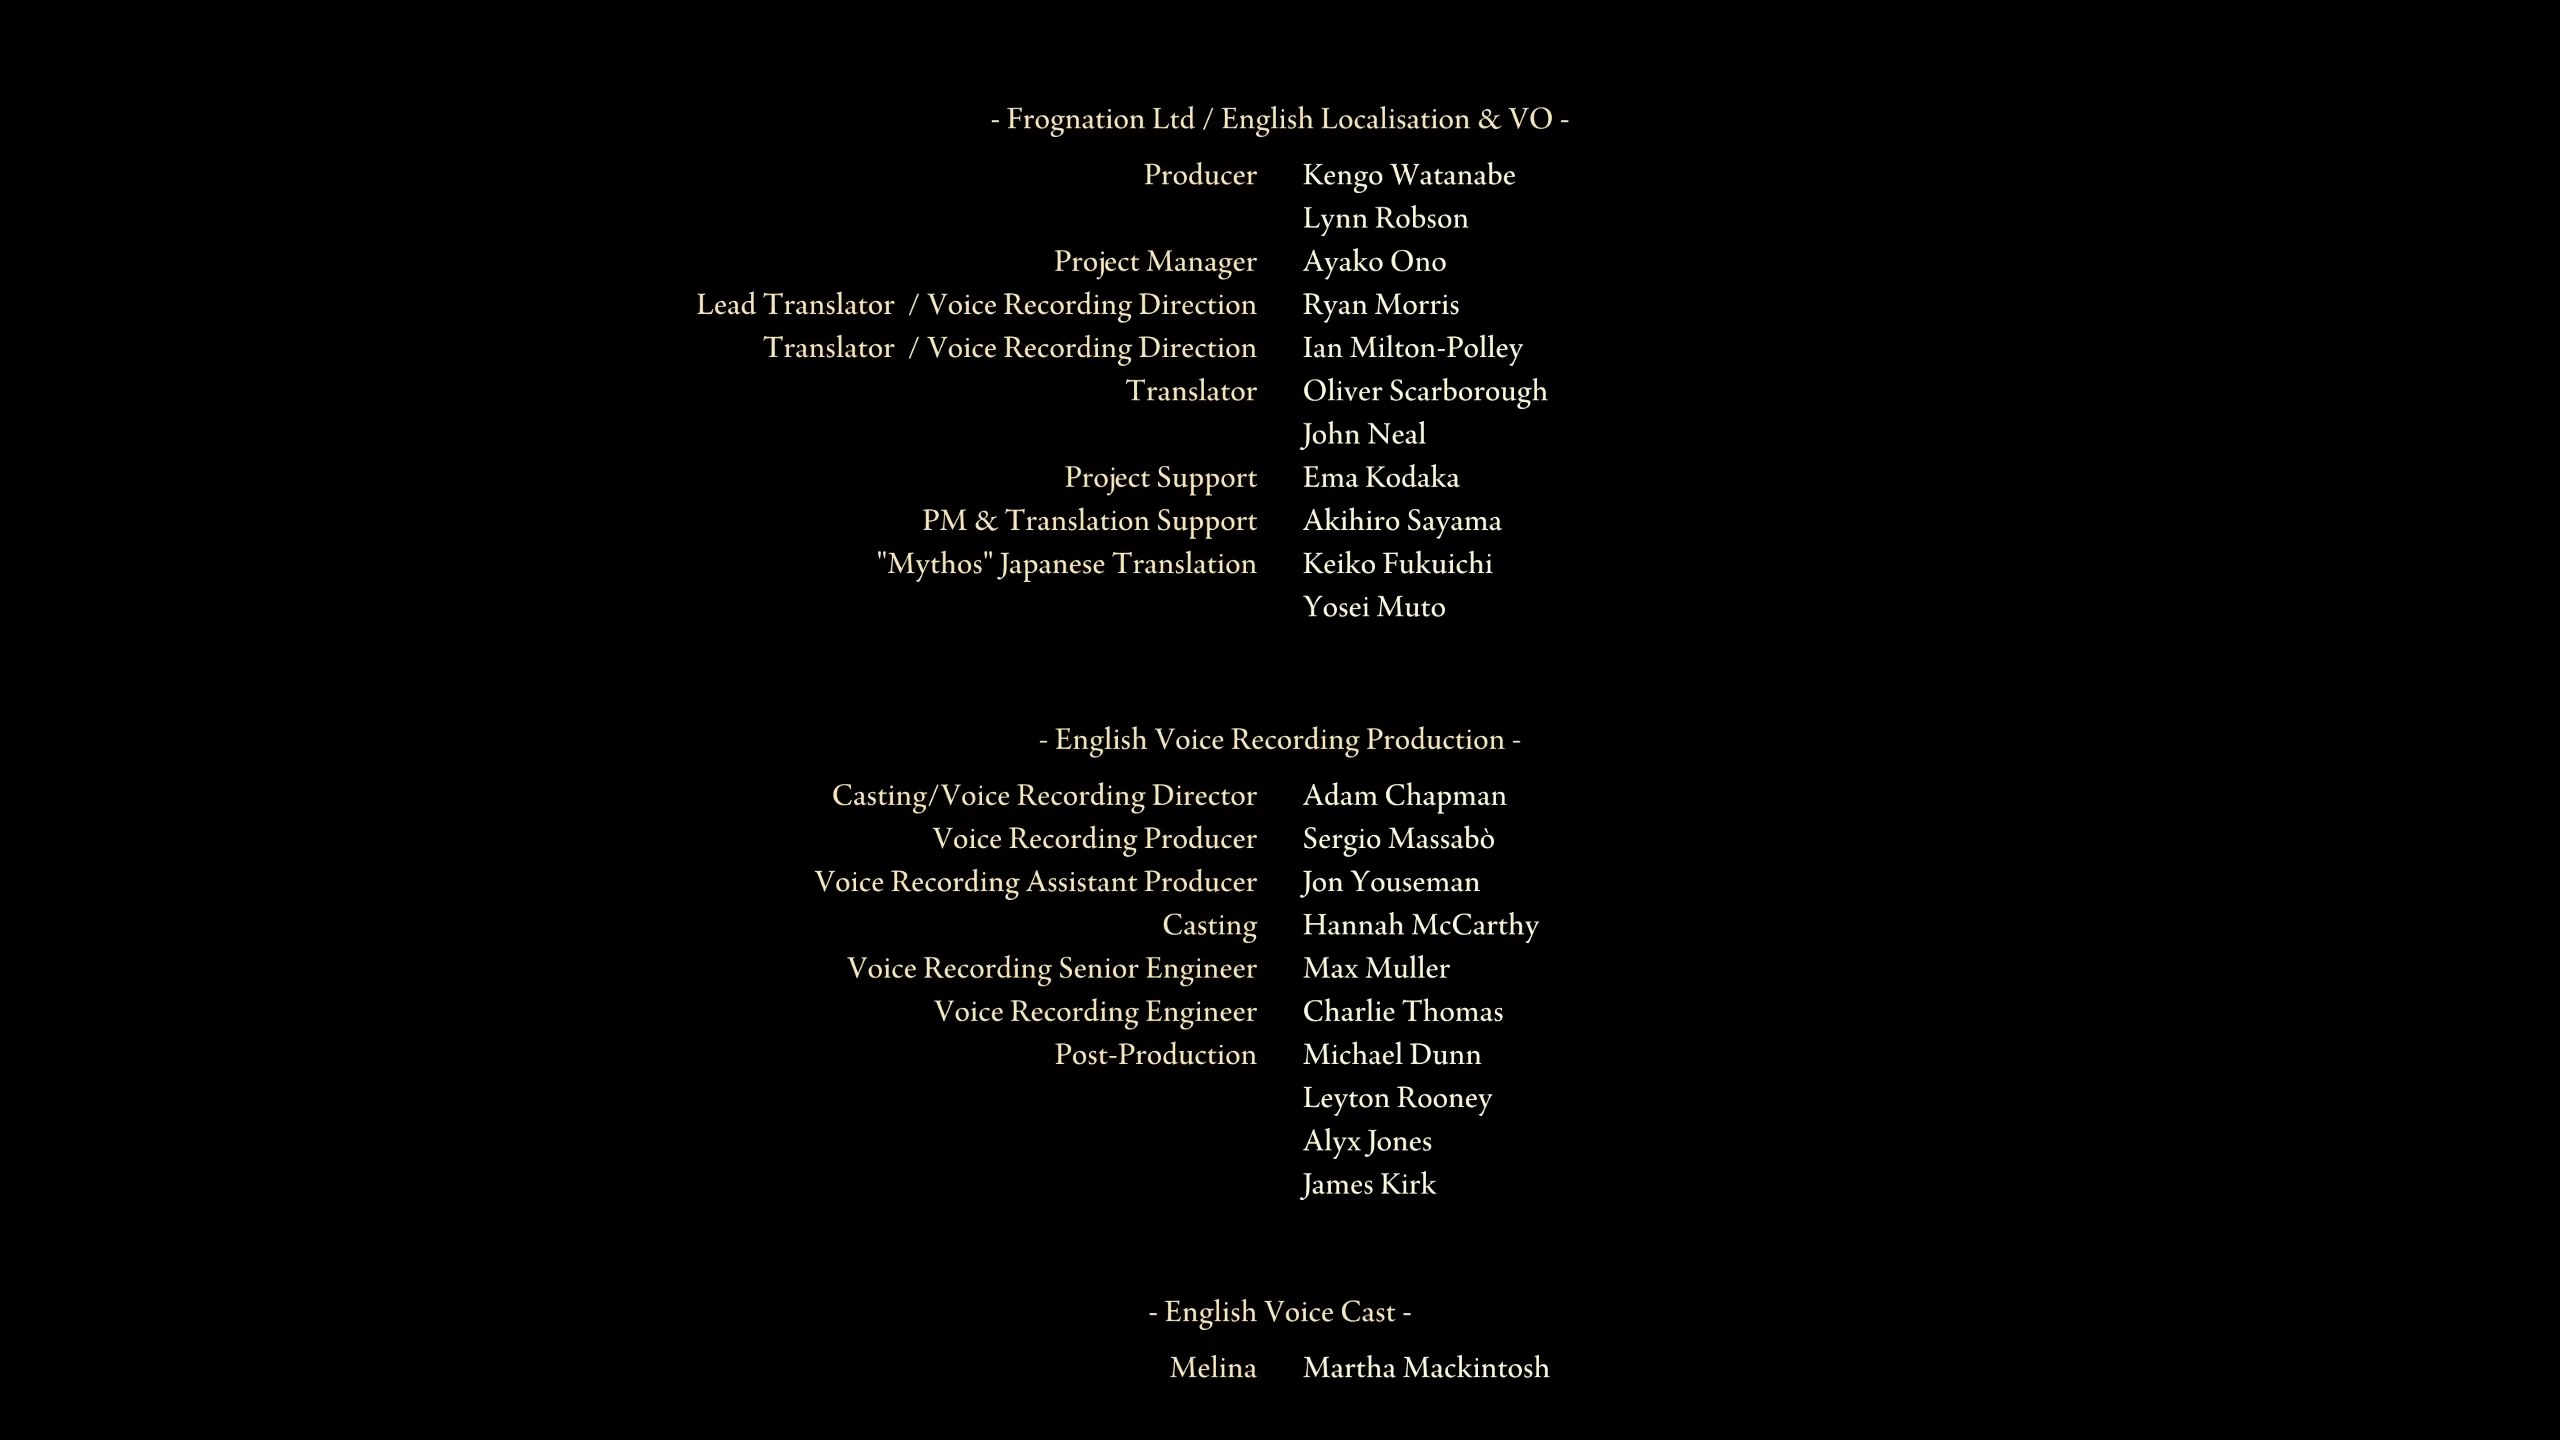 - Frognation Ltd / English Localisation & VO -
Producer Kengo Watanabe
Lynn Robson
Project Manager Ayako Ono
Lead Translator / Voice Recording Direction Ryan Morris
Translator / Voice Recording Direction Ian Milton-Polley
Translator Oliver Scarborough
John Neal
Project Support Ema Kodaka
PM & Translation Support Akihiro Sayama
"Mythos" Japanese Translation Keiko Fukuichi
Yosei Muto
- English Voice Recording Production -
Casting/Voice Recording Director Adam Chapman
Voice Recording Producer Sergio Massabò
Voice Recording Assistant Producer Jon Youseman
Casting Hannah McCarthy
Voice Recording Senior Engineer Max Muller
Voice Recording Engineer Charlie Thomas
Post-Production Michael Dunn
Leyton Rooney
Alyx Jones
James Kirk
- English Voice Cast -
Melina Martha Mackintosh